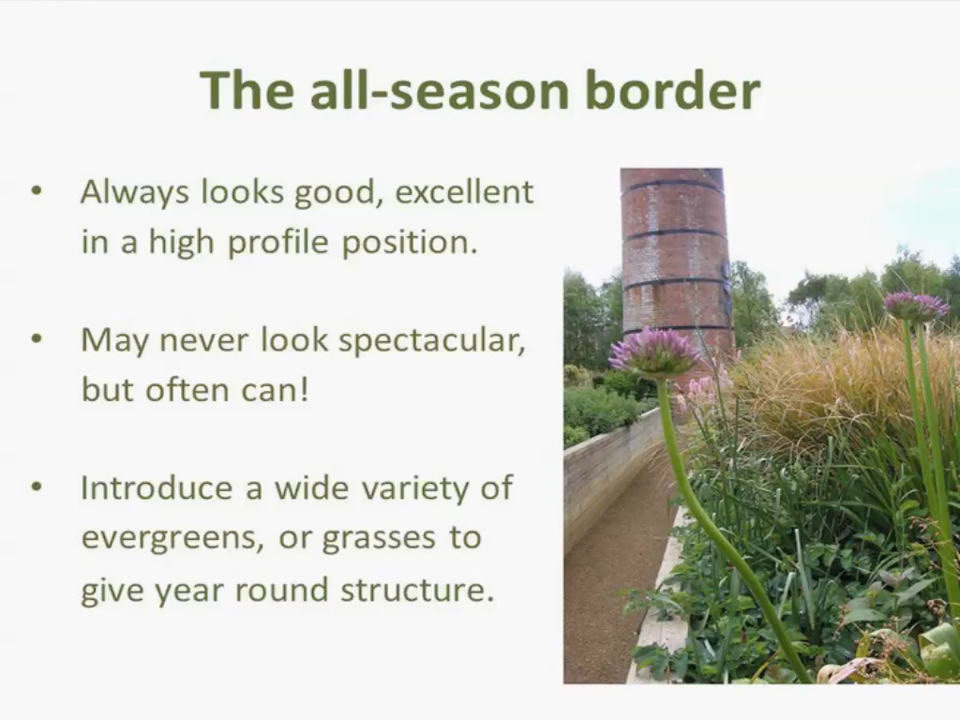 The all-season border
• Always looks good, excellent
in a high profile position.
• May never look spectacular,
but often can!
• Introduce a wide variety of
evergreens, or grasses to
give year round structure.